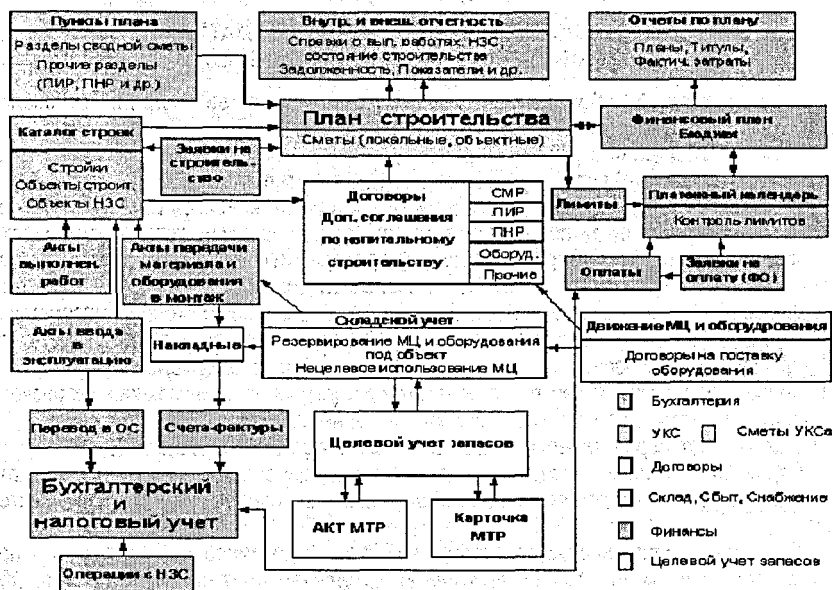 Пункты плана
Разделы сводной сметы
Прочие разделы
(ПИР, ПНР и др.)
Внутр. и внеш. отчетность
Справки о вып. работах, НЗС,
состояние строительства
Задолженность, Показатели и др.
Отчеты по плану
Планы, Титулы,
Фактич. затраты
План строительства
Сметы (локальные, объектные)
Финансовый план
Бюджет
Каталог строек
Стройки
Объекты строит.
Объекты НЗС
Заявки на
строитель-
ство
Договоры
Доп. соглашения
по капительному
строительству
СМР
ПИР
ПНР
Оборуд.
Прочие
Лимиты
Платежный календарь
Контроль лимитов
Оплаты
Заявки на
оплату (ФО)
Акты
выполнен.
работ
Акты передачи
материала и
оборудования
в монтаж
Акты ввода
в
эксплуатацию
Накладные
Складской учет
Резервирование МЦ и оборудования
под объект
Нецелевое использование МЦ
Движение МЦ и оборудрования
Договоры на поставку
оборудования
Перевод в ОС
Счета-фактуры
Целевой учет запасов
Бухгалтерский
и
налоговый учет
АКТ МТР
Карточка
МТР
Операции с НЗС
Бухгалтерия
УКС
Сметы УКСа
Договоры
Склад, Сбыт, Снабжение
Финансы
Целевой учет запасов